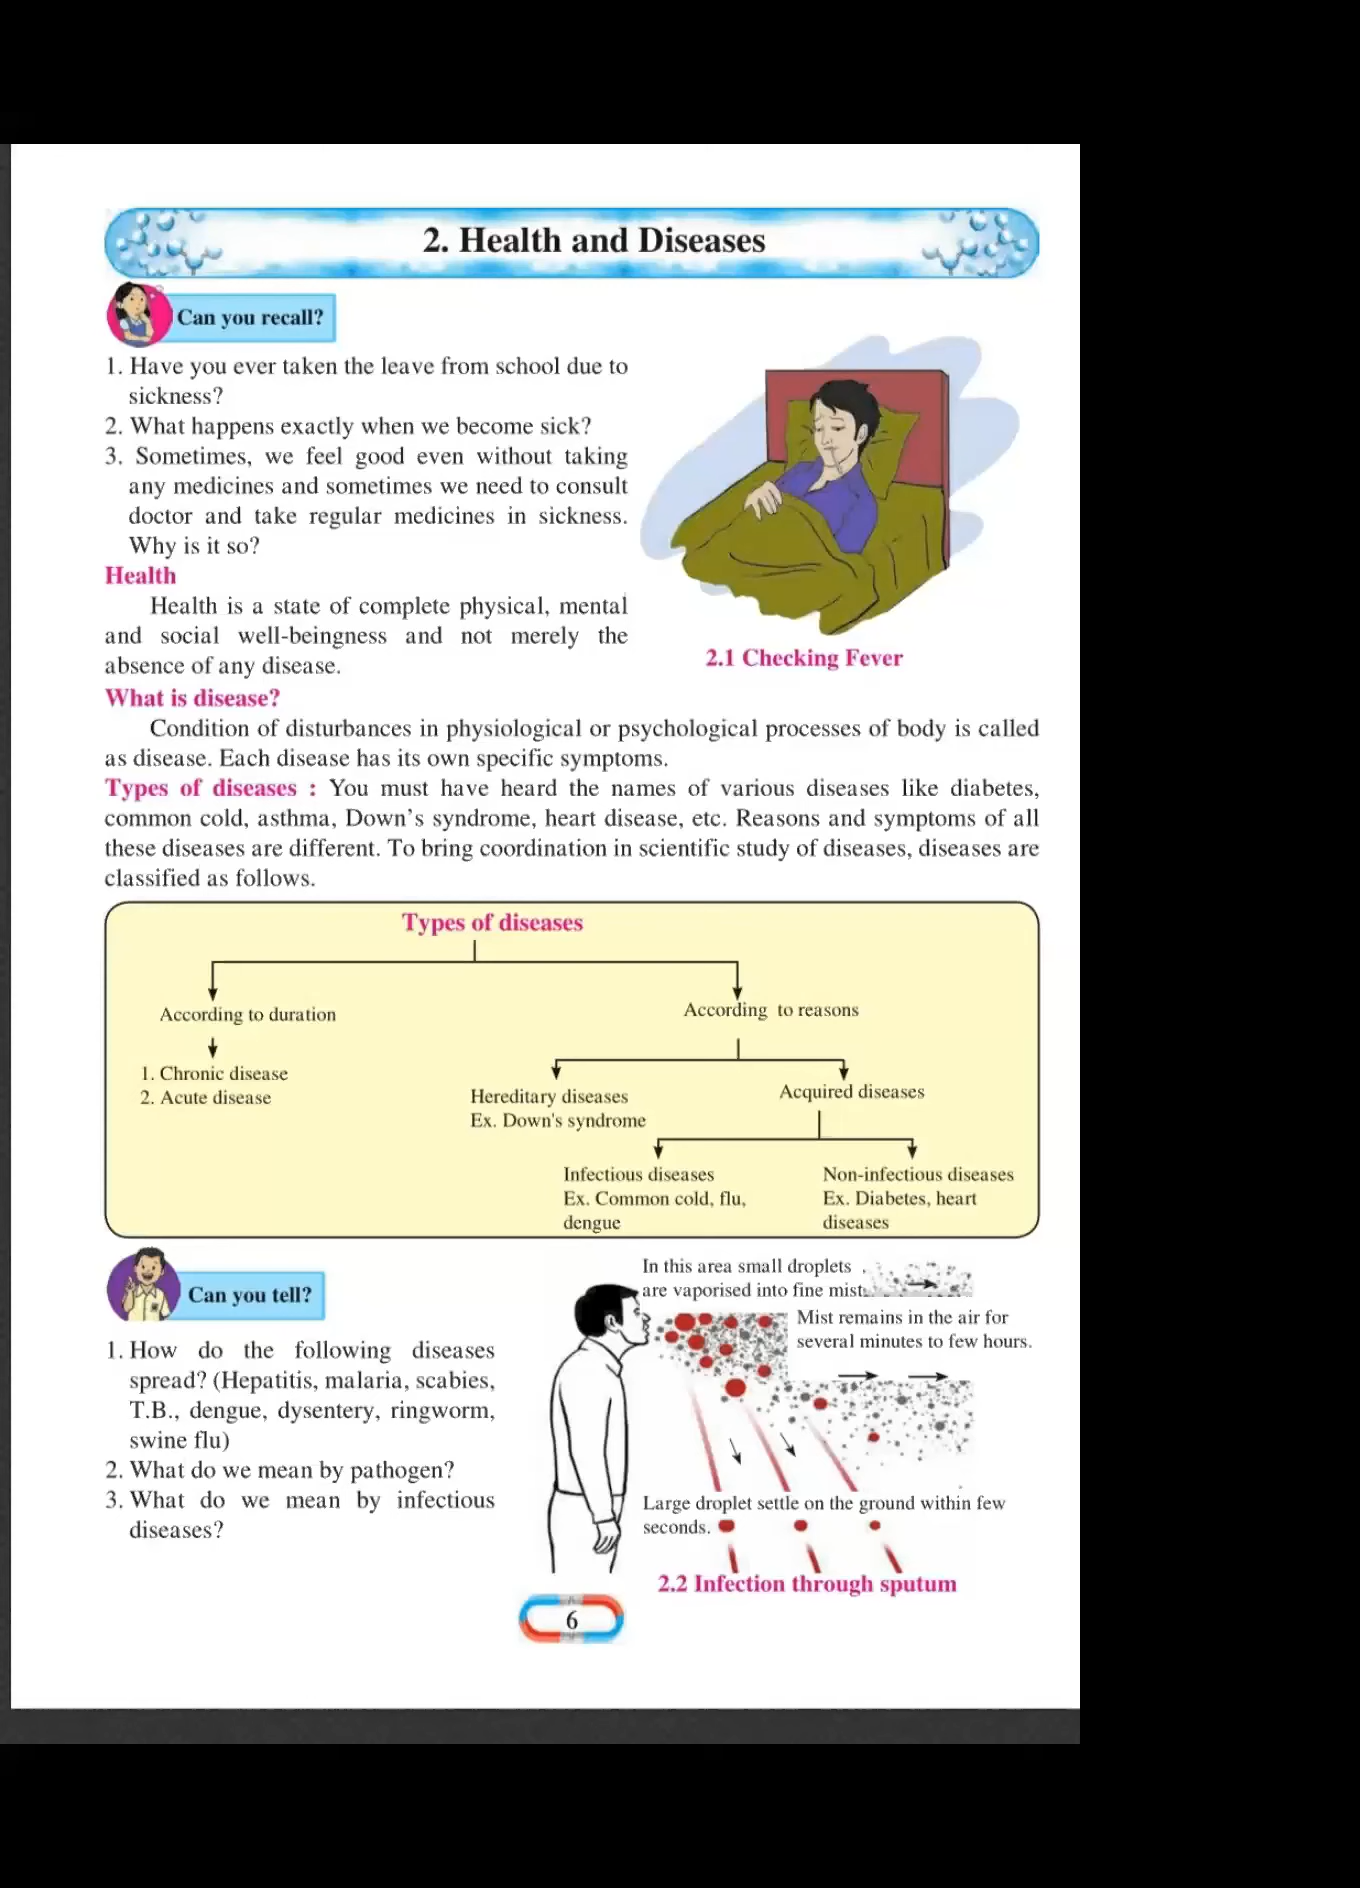 2. Health and Diseases
Can you recall?
1. Have you ever taken the leave from school due to
sickness?
2. What happens exactly when we become sick?
3. Sometimes, we feel good even without taking
any medicines and sometimes we need to consult
doctor and take regular medicines in sickness.
Why is it so?
Health
Health is a state of complete physical, mental
and social well-beingness and not merely the
absence of any disease.
2.1 Checking Fever
What is disease?
Condition of disturbances in physiological or psychological processes of body is called
as disease. Each disease has its own specific symptoms.
Types of diseases : You must have heard the names of various diseases like diabetes,
common cold, asthma, Down's syndrome, heart disease, etc. Reasons and symptoms of all
these diseases are different. To bring coordination in scientific study of diseases, diseases are
classified as follows.
Types of diseases
According to duration
1. Chronic disease
2. Acute disease
According to reasons
Hereditary diseases
Ex. Down's syndrome
Acquired diseases
Infectious diseases
Ex. Common cold, flu,
dengue
Non-infectious diseases
Ex. Diabetes, heart
diseases
Can you tell?
1. How do the following diseases
spread? (Hepatitis, malaria, scabies,
T.B., dengue, dysentery, ringworm,
swine flu)
2. What do we mean by pathogen?
3. What do we mean by infectious
diseases?
In this area small droplets
are vaporised into fine mist.
Mist remains in the air for
several minutes to few hours.
Large droplet settle on the ground within few
seconds.
2.2 Infection through sputum
6